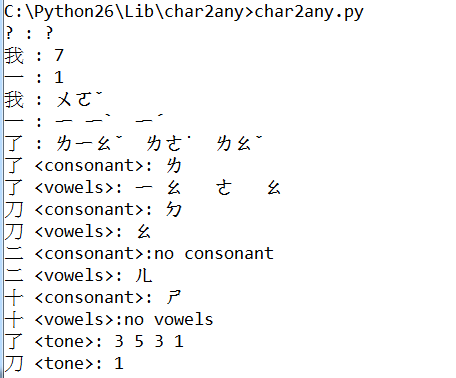 C:\Python26\Lib\char2any>char2any.py
? : ?
我 : 7
一 : 1
我 : ㄨㄛˇ
一 : ㄧ ㄧˋ ㄧˊ
了 : ㄌㄧㄠˇ ㄌㄜ˙ ㄌㄠˇ
了 <consonant>: ㄌ
了 <vowels>: ㄧ ㄠ ㄜ ㄠ
刀 <consonant>: ㄉ
刀 <vowels>: ㄠ
二 <consonant>:no consonant
二 <vowels>: ㄦ
十 <consonant>: ㄕ
十 <vowels>:no vowels
了 <tone>: 3 5 3 1
刀 <tone>: 1